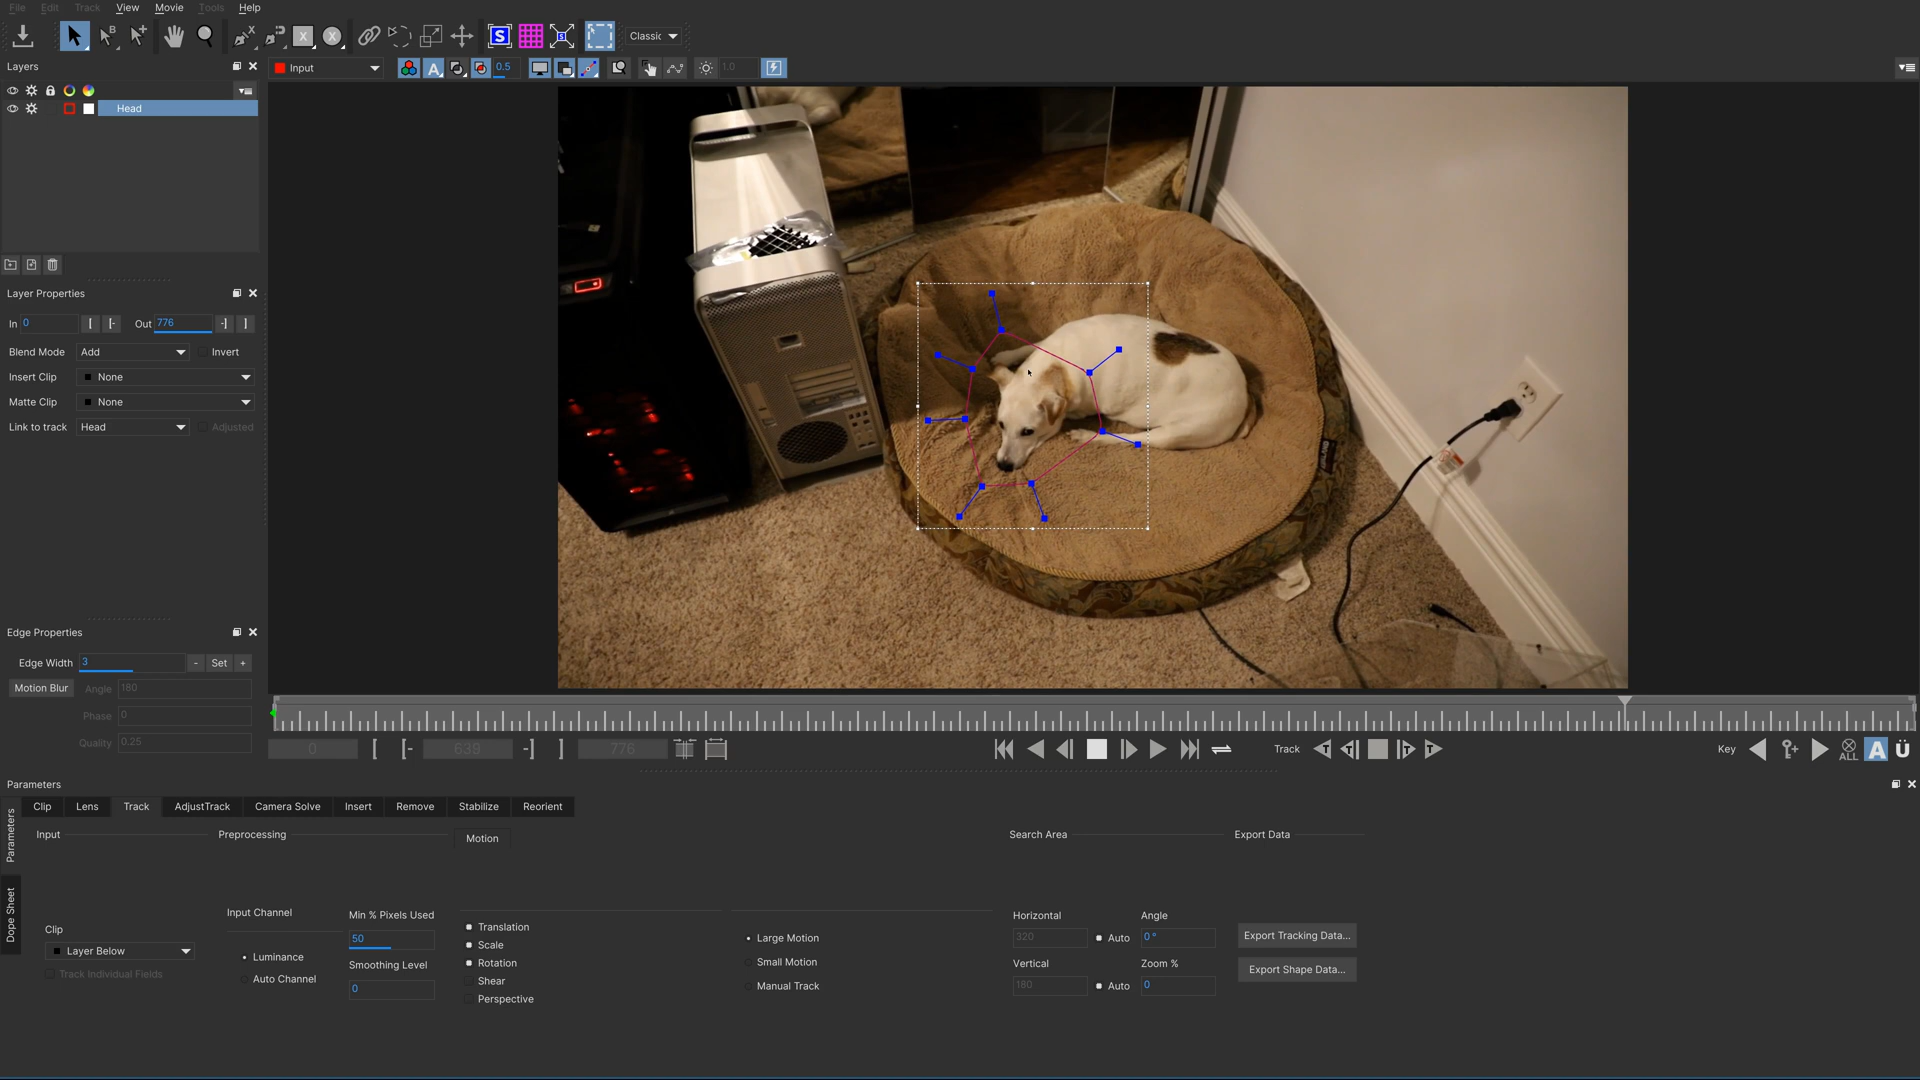 File Edit Track View Movie Tools Help
Classic
Layers
Input
A
0.5
1.0
Head
Layer Properties
In 0 [ [- Out 776 -] ]
Blend Mode Add Invert
Insert Clip None
Matte Clip None
Link to track Head Adjusted
Edge Properties
Edge Width 3 - Set +
Motion Blur Angle 180
Phase 0
Quality 0.25
0 [ [- 639 -] ] 776
Track
Key
ALL
A
Parameters
Clip Lens Track AdjustTrack Camera Solve Insert Remove Stabilize Reorient
Parameters
Dope Sheet
Input
Preprocessing
Motion
Search Area
Export Data
Clip
Layer Below
Track Individual Fields
Input Channel
Luminance
Auto Channel
Min % Pixels Used
50
Smoothing Level
0
Translation
Scale
Rotation
Shear
Perspective
Large Motion
Small Motion
Manual Track
Horizontal
320 Auto
Vertical
180 Auto
Angle
0 °
Zoom %
0
Export Tracking Data...
Export Shape Data...